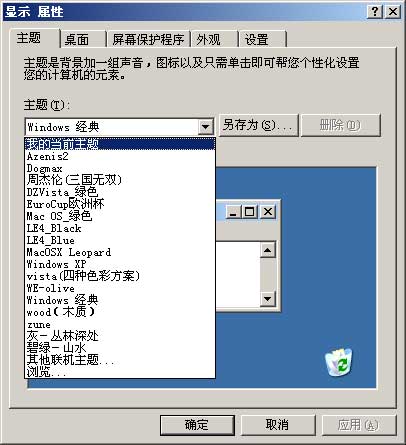 显示 属性
主题 桌面 屏幕保护程序 外观 设置
主题是背景加一组声音，图标以及只需单击即可帮您个性化设置
您的计算机的元素。
主题(T)：
Windows 经典 另存为(S)... 删除(D)
我的当前主题
Azenis2
Dogmax
周杰伦(三国无双)
DZVista_绿色
EuroCup欧洲杯
Mac OS_绿色
LE4_Black
LE4_Blue
MacOSX Leopard
Windows XP
vista(四种色彩方案)
WE-olive
Windows 经典
wood(木质)
zune
灰－丛林深处
碧绿－山水
其他联机主题...
浏览...
确定 取消 应用(A)